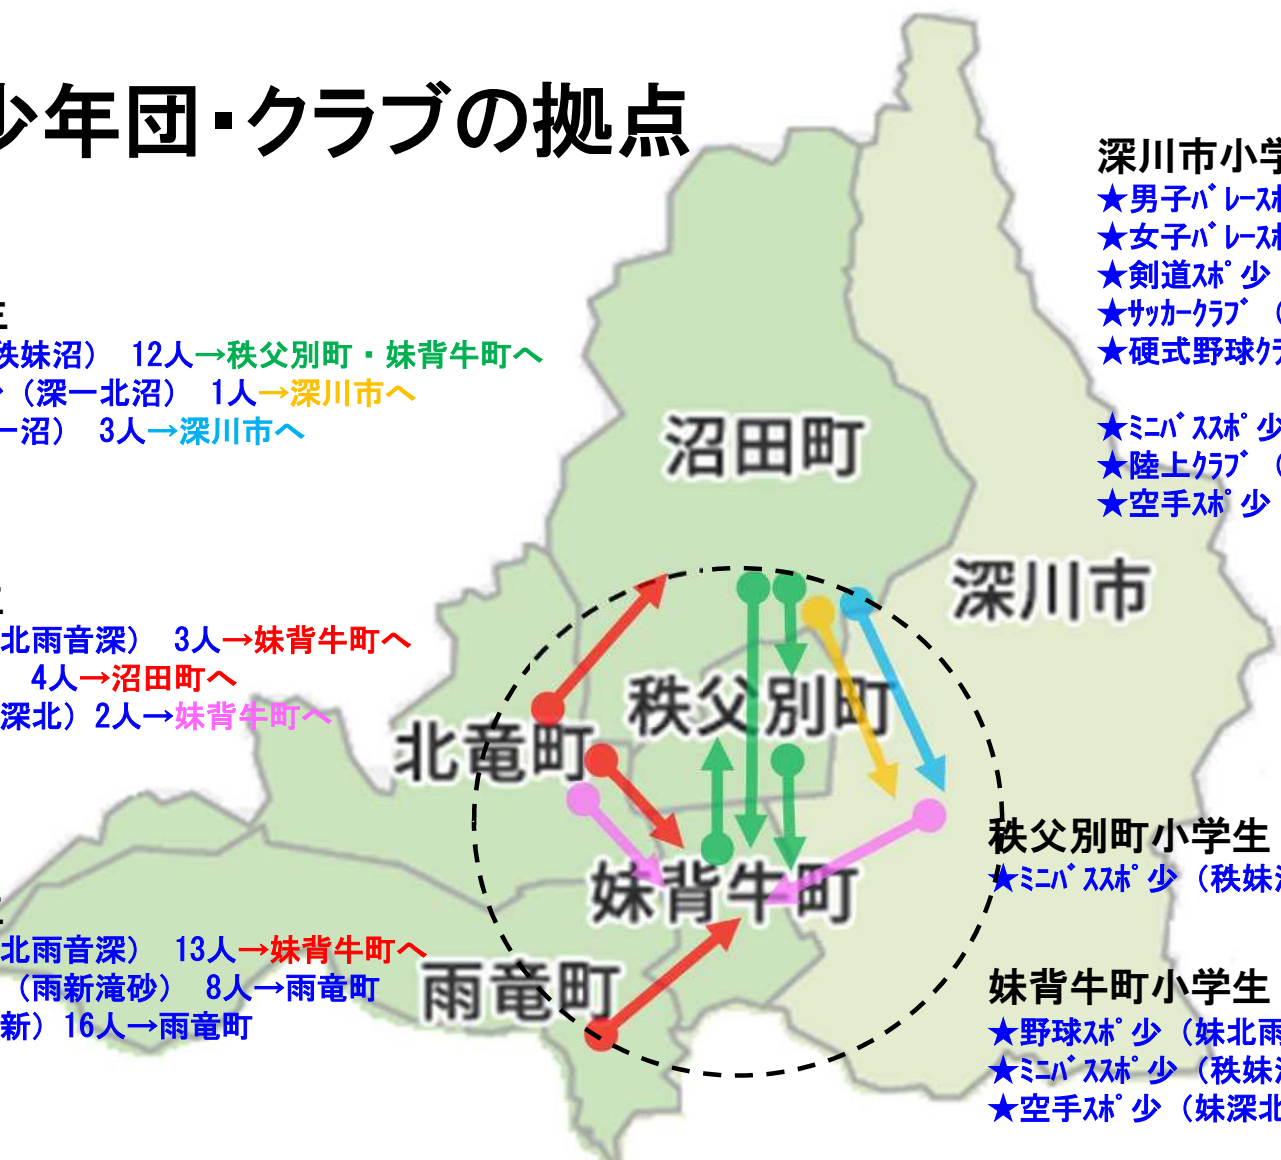 少年団・クラブの拠点
秩妹沼） 12人→秩父別町・妹背牛町へ
（深一北沼） 1人→深川市へ
一沼） 3人→深川市へ
北雨音深） 3人→妹背牛町へ
4人→沼田町へ
深北）2人→妹背牛町へ
北雨音深） 13人→妹背牛町へ
（雨新滝砂） 8人→雨竜町
新）16人→雨竜町
沼田町
深川市
秩父別町
北竜町
妹背牛町
雨竜町
深川市小学
★男子ﾊﾞﾚｰｽﾎ
★女子ﾊﾞﾚｰｽﾎ
★剣道ｽﾎﾟ少
★ｻｯｶｰｸﾗﾌﾞ（
★硬式野球ｸﾗ
★ﾐﾆﾊﾞｽｽﾎﾟ少
★陸上ｸﾗﾌﾞ（
★空手ｽﾎﾟ少
秩父別町小学生
★ﾐﾆﾊﾞｽｽﾎﾟ少（秩妹沼
妹背牛町小学生
★野球ｽﾎﾟ少（妹北雨
★ﾐﾆﾊﾞｽｽﾎﾟ少（秩妹沼
★空手ｽﾎﾟ少（妹深北